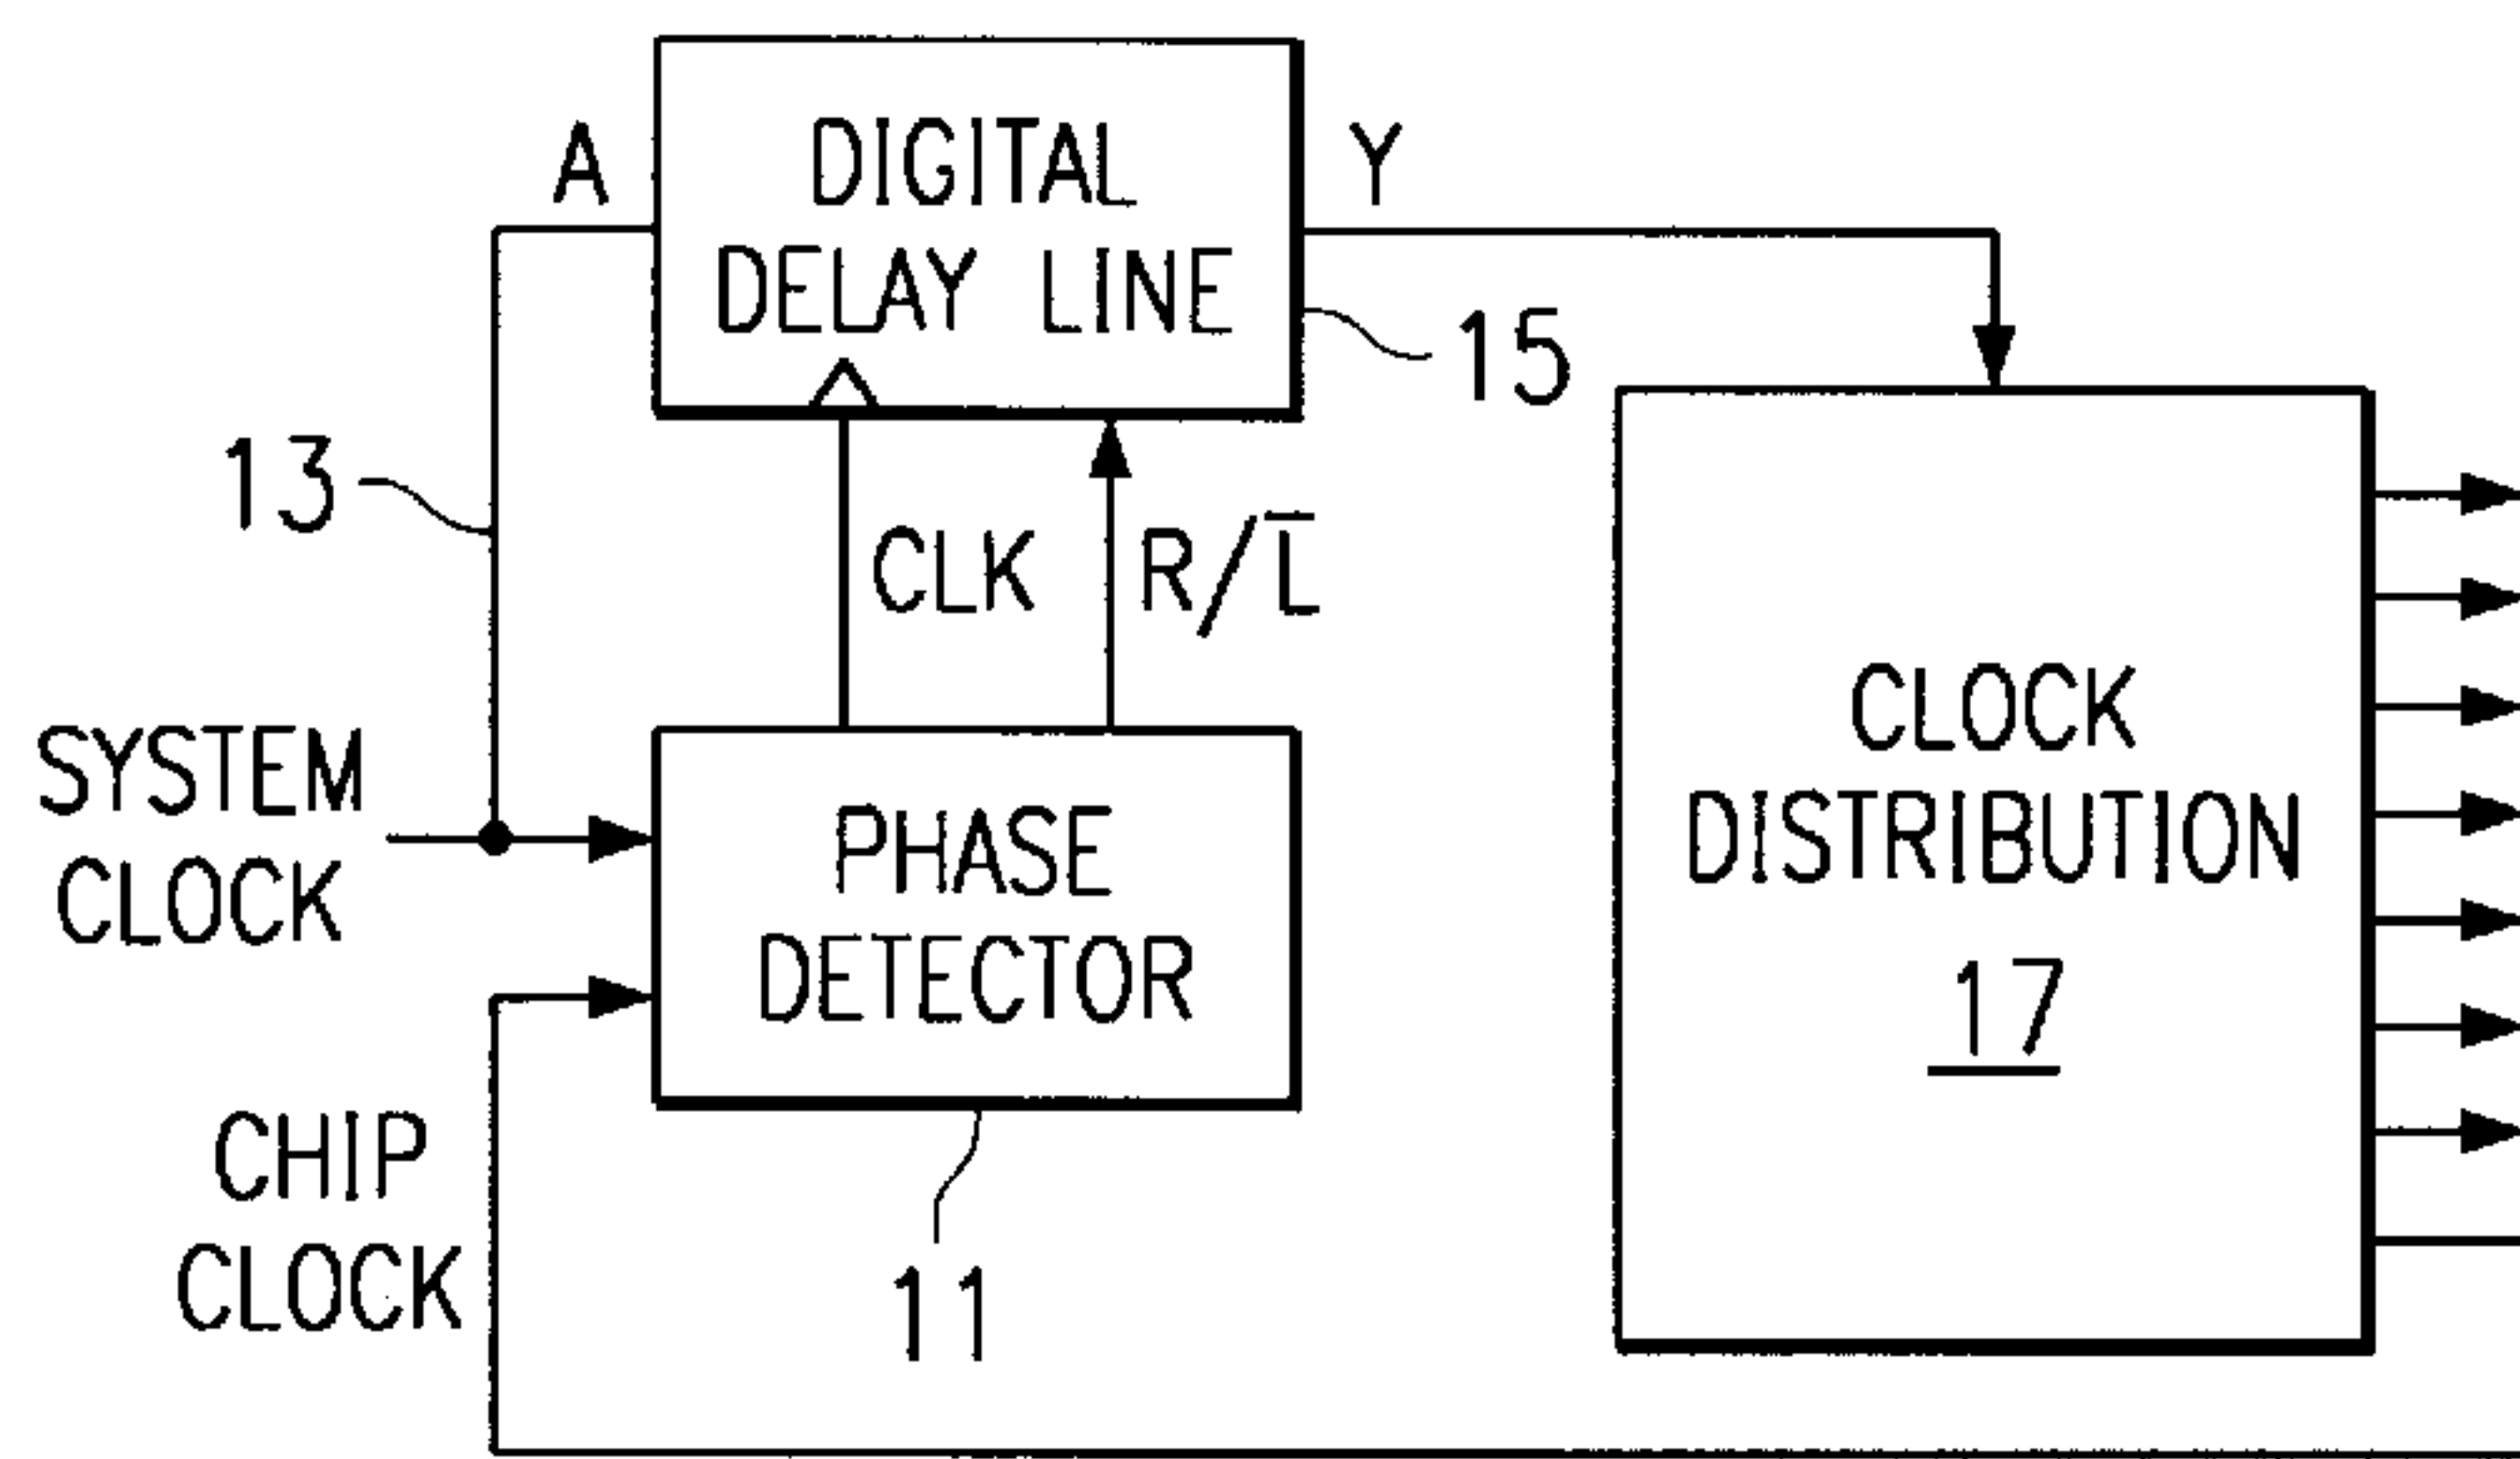 A
DIGITAL
DELAY LINE
Y
15
13
CLK
R/L̅
SYSTEM
CLOCK
PHASE
DETECTOR
CLOCK
DISTRIBUTION
17
CHIP
CLOCK
11